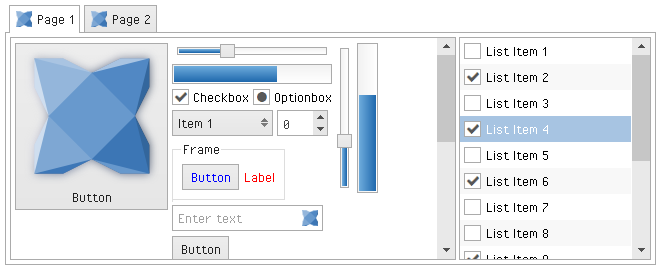 Page 1
Page 2
Button
Checkbox
Optionbox
Item 1
0
Frame
Button
Label
Enter text
Button
List Item 1
List Item 2
List Item 3
List Item 4
List Item 5
List Item 6
List Item 7
List Item 8
List Item 9